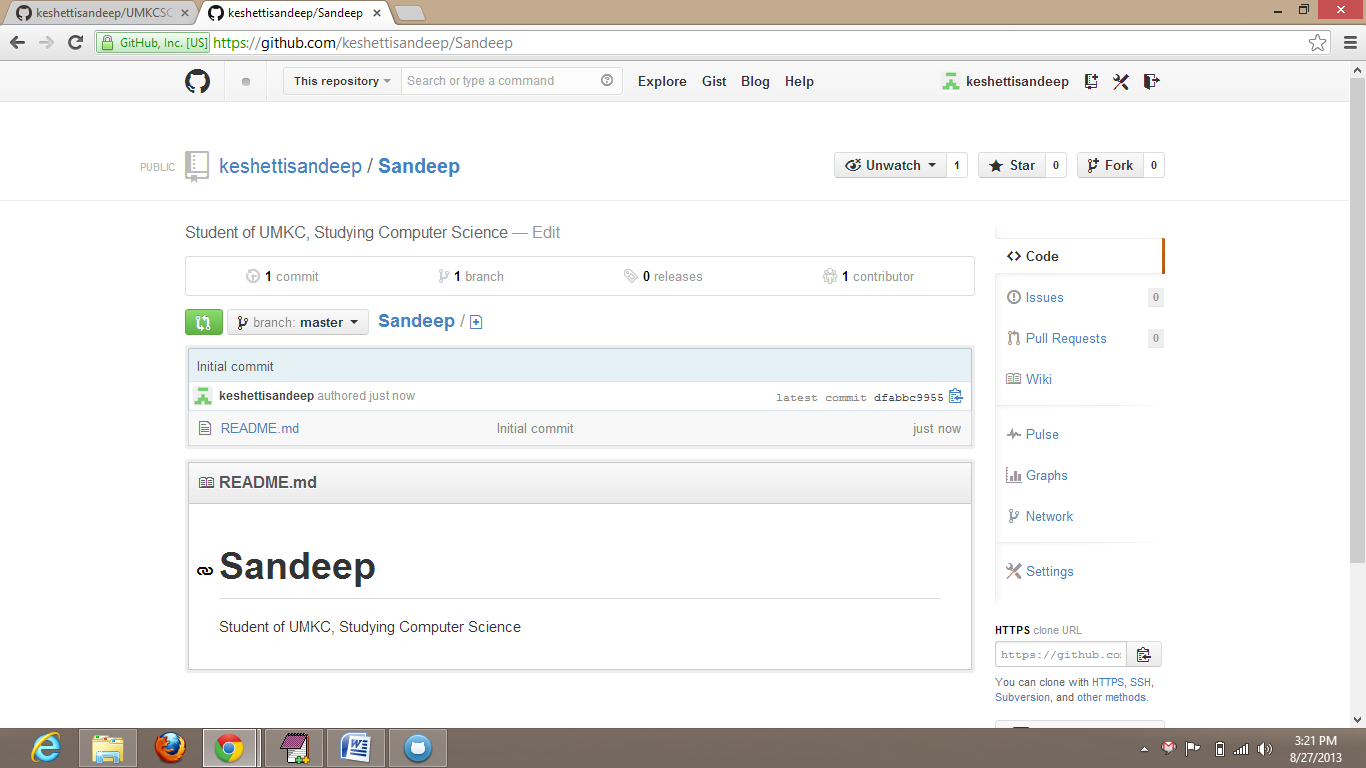 keshettisandeep/UMKCSC
keshettisandeep/Sandeep
GitHub, Inc. [US] https://github.com/keshettisandeep/Sandeep
This repository Search or type a command Explore Gist Blog Help keshettisandeep
PUBLIC keshettisandeep / Sandeep Unwatch 1 Star 0 Fork 0
Student of UMKC, Studying Computer Science — Edit
1 commit 1 branch 0 releases 1 contributor
branch: master Sandeep /
Initial commit
keshettisandeep authored just now latest commit dfabbc9955
README.md Initial commit just now
README.md
Sandeep
Student of UMKC, Studying Computer Science
Code
Issues 0
Pull Requests 0
Wiki
Pulse
Graphs
Network
Settings
HTTPS clone URL
https://github.co
You can clone with HTTPS, SSH,
Subversion, and other methods.
3:21 PM
8/27/2013